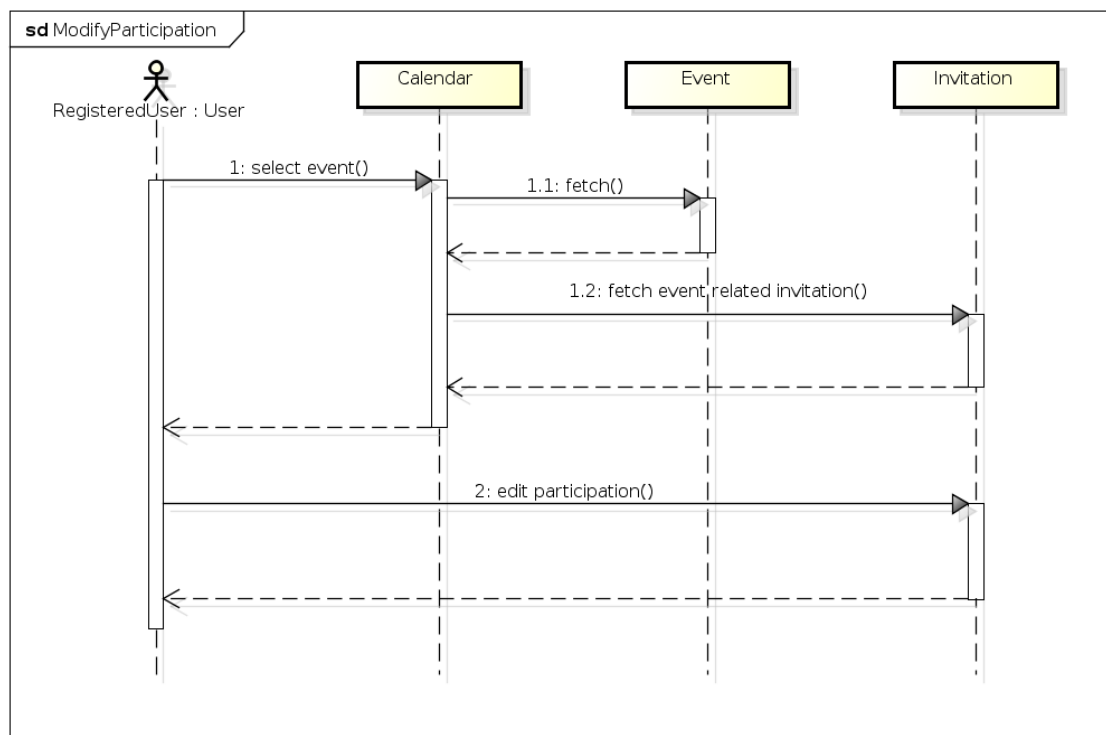 sd ModifyParticipation
RegisteredUser : User
Calendar
Event
Invitation
1: select event()
1.1: fetch()
1.2: fetch event related invitation()
2: edit participation()